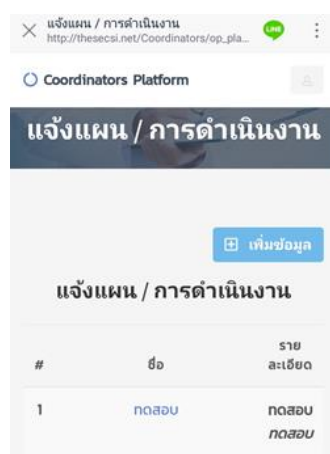 แจ้งแผน / การดำเนินงาน
http://thesecsi.net/Coordinators/op_pla...
LINE
Coordinators Platform
แจ้งแผน / การดำเนินงาน
เพิ่มข้อมูล
แจ้งแผน / การดำเนินงาน
# ชื่อ ราย
ละเอียด
1 ทดสอบ ทดสอบ
ทดสอบ